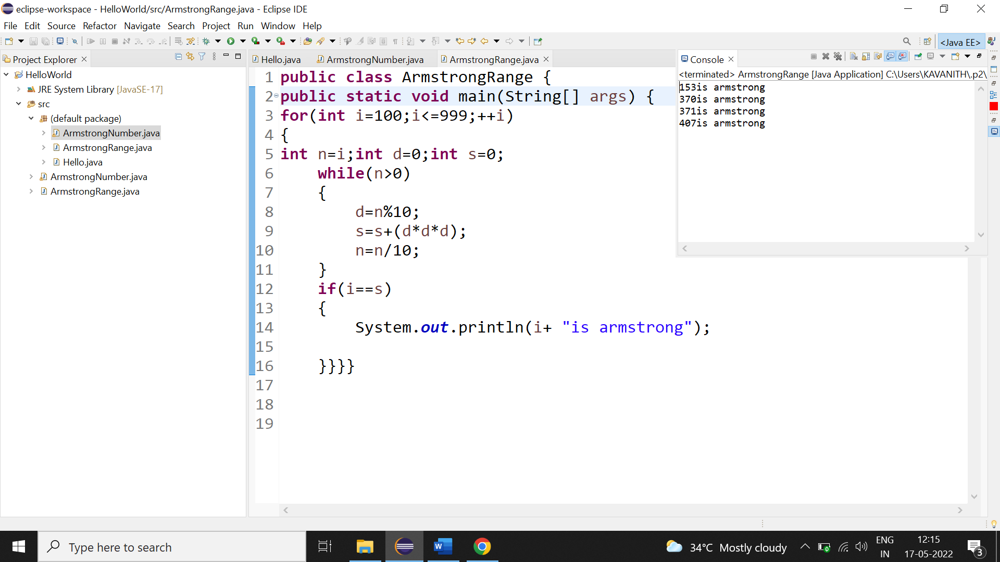 eclipse-workspace - HelloWorld/src/ArmstrongRange.java - Eclipse IDE
File Edit Source Refactor Navigate Search Project Run Window Help
<Java EE>
Project Explorer
HelloWorld
JRE System Library [JavaSE-17]
src
(default package)
ArmstrongNumber.java
ArmstrongRange.java
Hello.java
ArmstrongNumber.java
ArmstrongRange.java
Hello.java ArmstrongNumber.java ArmstrongRange.java
1 public class ArmstrongRange {
2 public static void main(String[] args) {
3 for(int i=100;i<=999;++i)
4 {
5 int n=i;int d=0;int s=0;
6 while(n>0)
7 {
8 d=n%10;
9 s=s+(d*d*d);
10 n=n/10;
11 }
12 if(i==s)
13 {
14 System.out.println(i+ "is armstrong");
15
16 }}}}
17
18
19
Console
<terminated> ArmstrongRange [Java Application] C:\Users\KAVANITH\.p2\
153is armstrong
370is armstrong
371is armstrong
407is armstrong
Type here to search
34°C Mostly cloudy
ENG
IN
12:15
17-05-2022
3